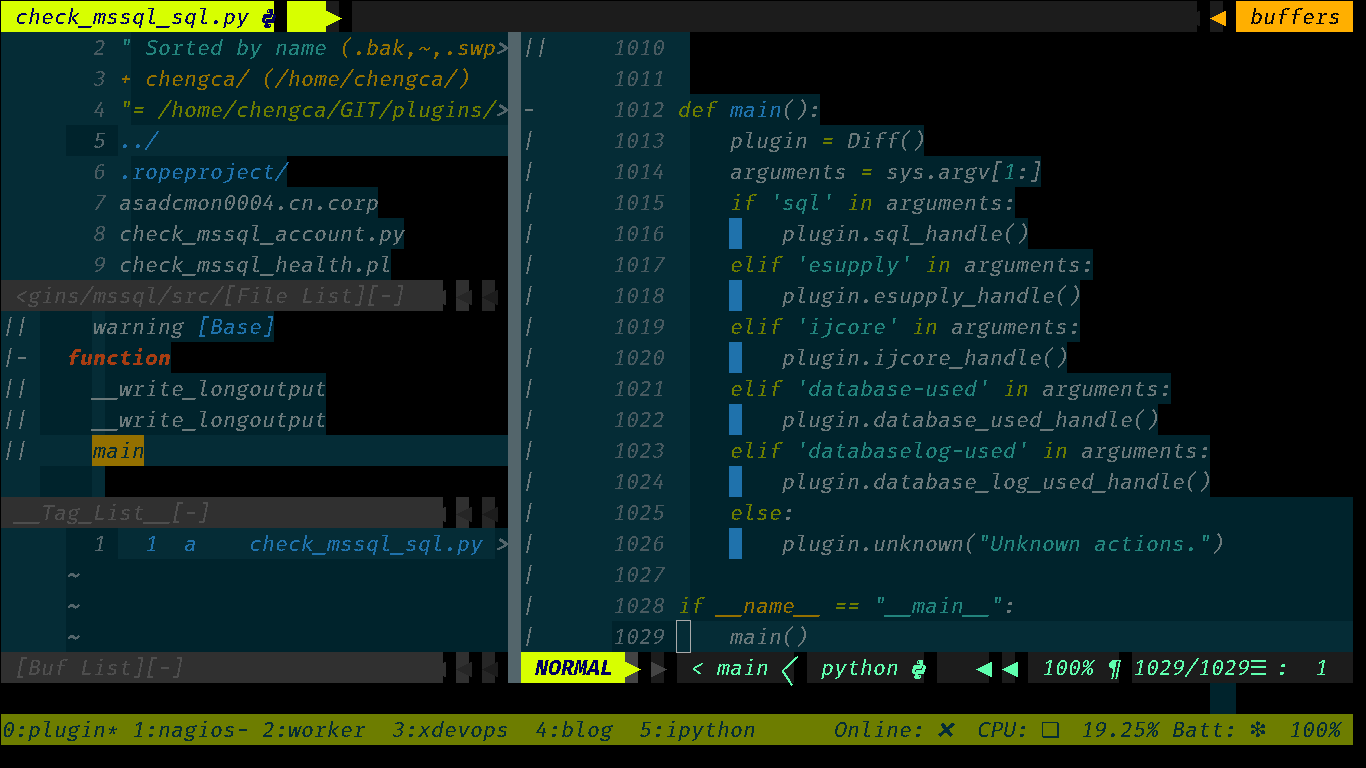 check_mssql_sql.py
buffers
2 " Sorted by name (.bak,~,.swp>
3 + chengca/ (/home/chengca/)
4 "= /home/chengca/GIT/plugins/>
5 ../
6 .ropeproject/
7 asadcmon0004.cn.corp
8 check_mssql_account.py
9 check_mssql_health.pl
<gins/mssql/src/[File List][-]
|| warning [Base]
|- function
|| __write_longoutput
|| __write_longoutput
|| main
__Tag_List__[-]
1 1 a check_mssql_sql.py >
~
~
~
[Buf List][-]
|| 1010
1011
- 1012 def main():
| 1013 plugin = Diff()
| 1014 arguments = sys.argv[1:]
| 1015 if 'sql' in arguments:
| 1016 plugin.sql_handle()
| 1017 elif 'esupply' in arguments:
| 1018 plugin.esupply_handle()
| 1019 elif 'ijcore' in arguments:
| 1020 plugin.ijcore_handle()
| 1021 elif 'database-used' in arguments:
| 1022 plugin.database_used_handle()
| 1023 elif 'databaselog-used' in arguments:
| 1024 plugin.database_log_used_handle()
| 1025 else:
| 1026 plugin.unknown("Unknown actions.")
| 1027
| 1028 if __name__ == "__main__":
| 1029 main()
NORMAL < main python 100% ¶ 1029/1029☰ : 1
0:plugin* 1:nagios- 2:worker 3:xdevops 4:blog 5:ipython Online: ✘ CPU: ❏ 19.25% Batt: ❇ 100%